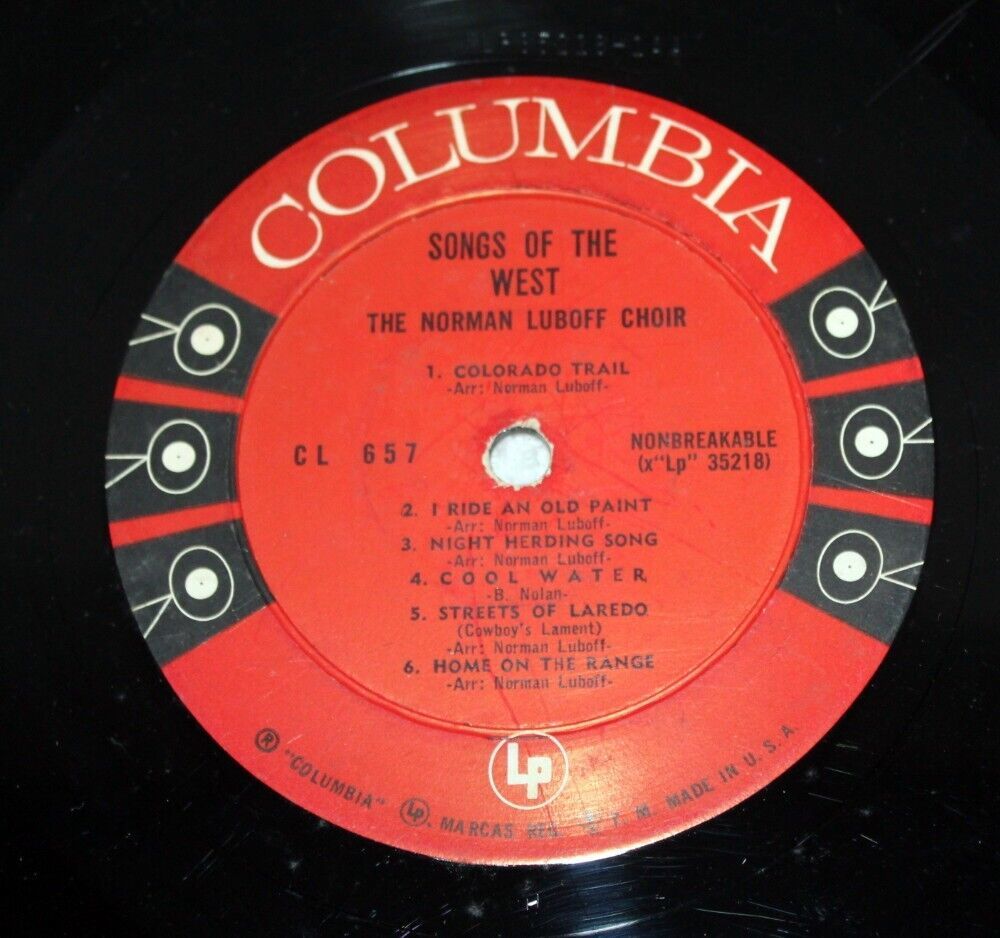 COLUMBIA
SONGS OF THE
WEST
THE NORMAN LUBOFF CHOIR
1. COLORADO TRAIL
-Arr: Norman Luboff-
CL 657
NONBREAKABLE
(x"Lp" 35218)
2. I RIDE AN OLD PAINT
-Arr: Norman Luboff-
3. NIGHT HERDING SONG
-Arr: Norman Luboff-
4. COOL WATER
-B. Nolan-
5. STREETS OF LAREDO
(Cowboy's Lament)
-Arr: Norman Luboff-
6. HOME ON THE RANGE
-Arr: Norman Luboff-
Lp
® "COLUMBIA" Lp. MARCAS REG. T. M. MADE IN U. S. A.